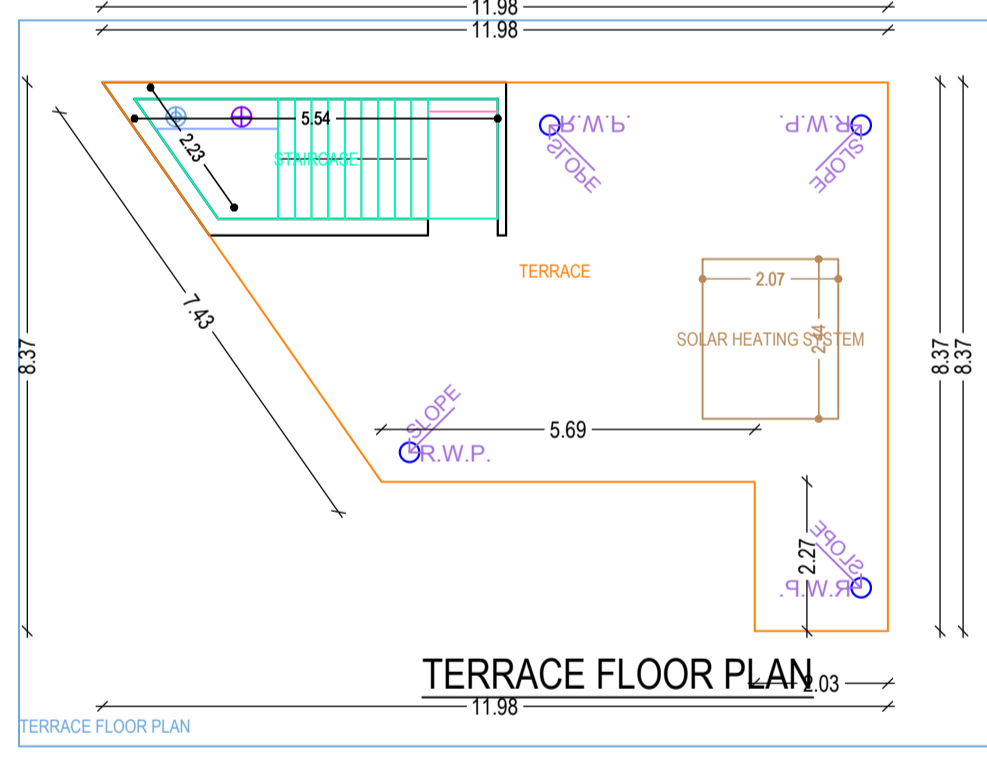 11.98
11.98
5.54
R.W.P.
R.W.P.
SLOPE
SLOPE
2.23
STAIRCASE
TERRACE
2.07
7.43
SOLAR HEATING SYSTEM
2.44
8.37
8.37
8.37
SLOPE
5.69
R.W.P.
SLOPE
2.27
R.W.P.
TERRACE FLOOR PLAN
2.03
11.98
TERRACE FLOOR PLAN